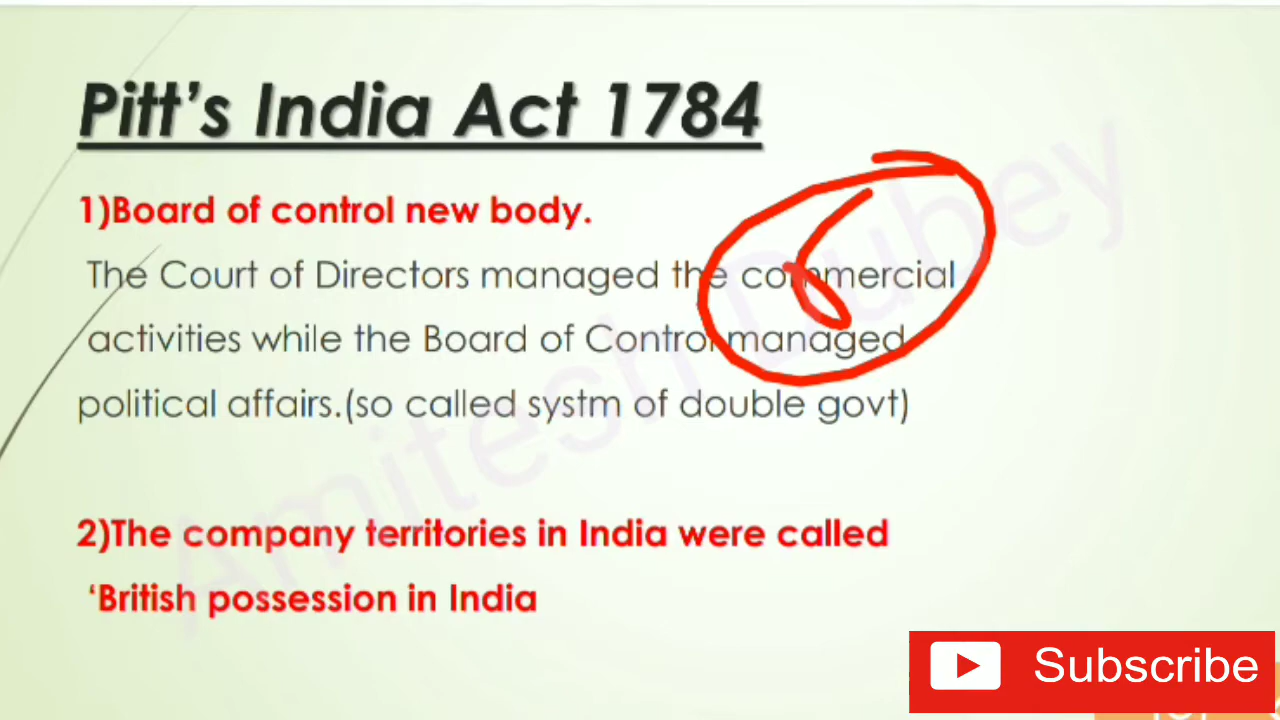 Pitt's India Act 1784
1)Board of control new body.
The Court of Directors managed the commercial
activities while the Board of Control managed
political affairs.(so called systm of double govt)
2)The company territories in India were called
‘British possession in India
Amitesh Dubey
Subscribe